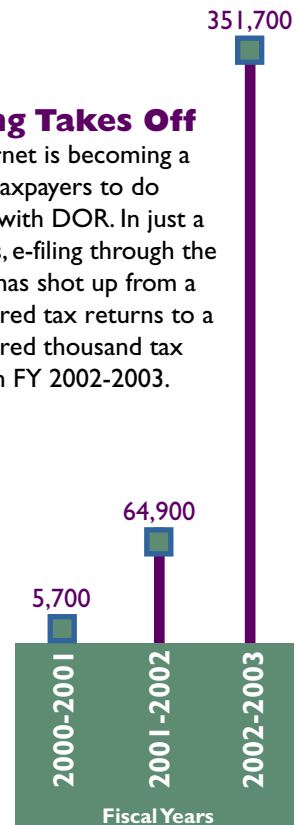 351,700
ng Takes Off
rnet is becoming a
axpayers to do
with DOR. In just a
s, e-filing through the
has shot up from a
red tax returns to a
red thousand tax
n FY 2002-2003.
64,900
5,700
2000-2001
2001-2002
2002-2003
Fiscal Years